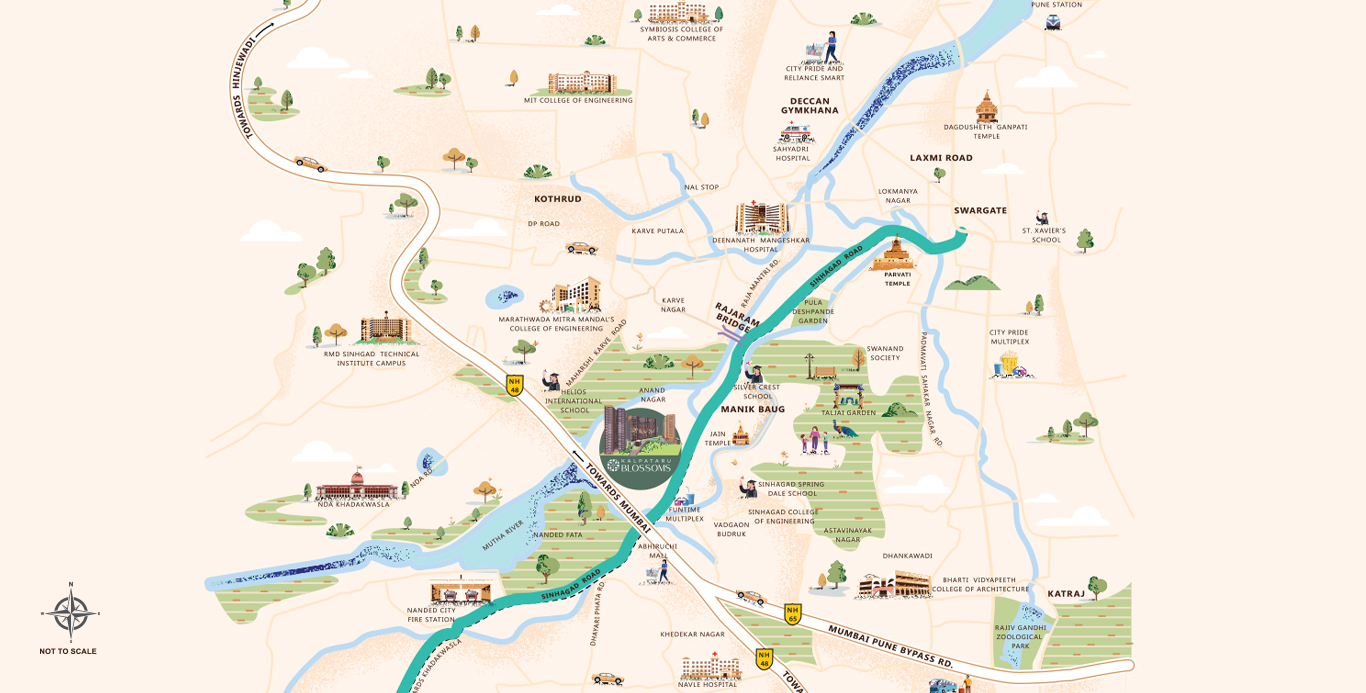 PUNE STATION
SYMBIOSIS COLLEGE OF
ARTS & COMMERCE
CITY PRIDE AND
RELIANCE SMART
TOWARDS HINJEWADI
MIT COLLEGE OF ENGINEERING
DECCAN
GYMKHANA
DAGDUSHETH GANPATI
TEMPLE
SAHYADRI
HOSPITAL
LAXMI ROAD
NAL STOP
LOKMANYA
NAGAR
KOTHRUD
SWARGATE
DP ROAD
KARVE PUTALA
ST. XAVIER'S
SCHOOL
DEENANATH MANGESHKAR
HOSPITAL
SINHAGAD ROAD
PARVATI
TEMPLE
RAJA MANTRI RD.
KARVE
NAGAR
RAJARAM
BRIDGE
PULA
DESHPANDE
GARDEN
MARATHWADA MITRA MANDAL'S
COLLEGE OF ENGINEERING
MAHARSHI KARVE ROAD
CITY PRIDE
MULTIPLEX
RMD SINHGAD TECHNICAL
INSTITUTE CAMPUS
SWANAND
SOCIETY
PADMAVATI SAHAKAR NAGAR RD.
NH
48
HELIOS
INTERNATIONAL
SCHOOL
ANAND
NAGAR
SILVER CREST
SCHOOL
MANIK BAUG
TALJAI GARDEN
JAIN
TEMPLE
KALPATARU
BLOSSOMS
TOWARDS MUMBAI
NDA RD.
NDA KHADAKWASLA
SINHAGAD SPRING
DALE SCHOOL
FUNTIME
MULTIPLEX
SINHAGAD COLLEGE
OF ENGINEERING
VADGAON
BUDRUK
ASTAVINAYAK
NAGAR
MUTHA RIVER
NANDED FATA
ABHIRUCHI
MALL
DHANKAWADI
SINHGAD ROAD
BHARTI VIDYAPEETH
COLLEGE OF ARCHITECTURE
KATRAJ
N
W
E
S
NOT TO SCALE
NANDED CITY
FIRE STATION
DHAYARI PHATA RD.
NH
65
RAJIV GANDHI
ZOOLOGICAL
PARK
KHEDEKAR NAGAR
MUMBAI PUNE BYPASS RD.
NH
48
KHADAKWASLA
NAVLE HOSPITAL